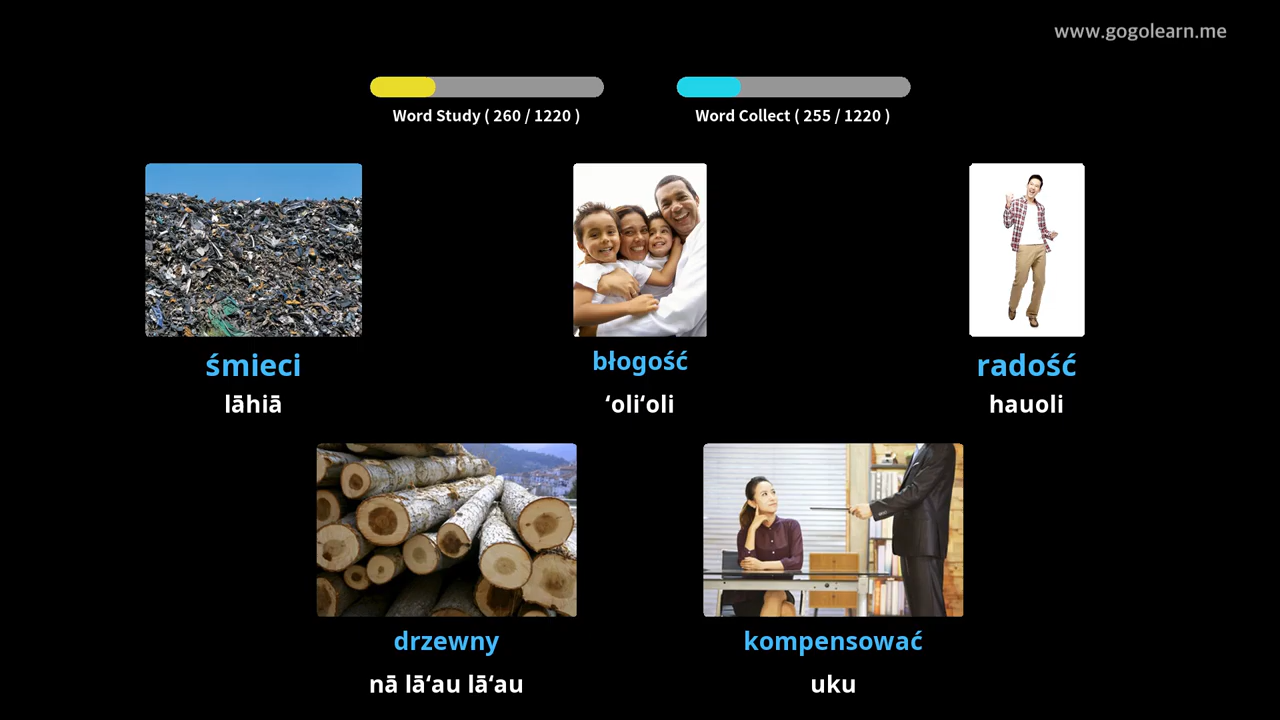 www.gogolearn.me
Word Study ( 260 / 1220 )
Word Collect ( 255 / 1220 )
śmieci
błogość
radość
lāhiā
ʻoliʻoli
hauoli
drzewny
kompensować
nā lāʻau lāʻau
uku